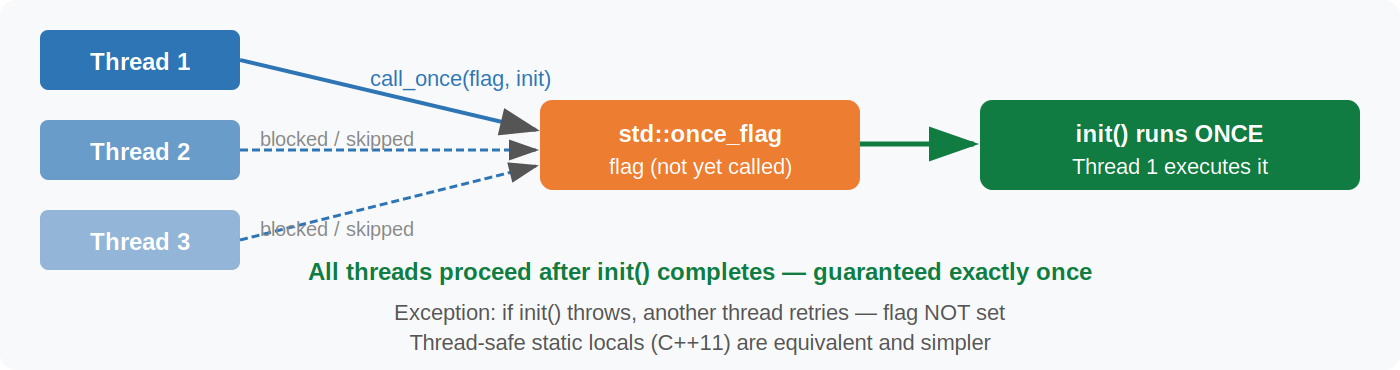 Thread 1
call_once(flag, init)
Thread 2
blocked / skipped
Thread 3
blocked / skipped
std::once_flag
flag (not yet called)
init() runs ONCE
Thread 1 executes it
All threads proceed after init() completes — guaranteed exactly once
Exception: if init() throws, another thread retries — flag NOT set
Thread-safe static locals (C++11) are equivalent and simpler